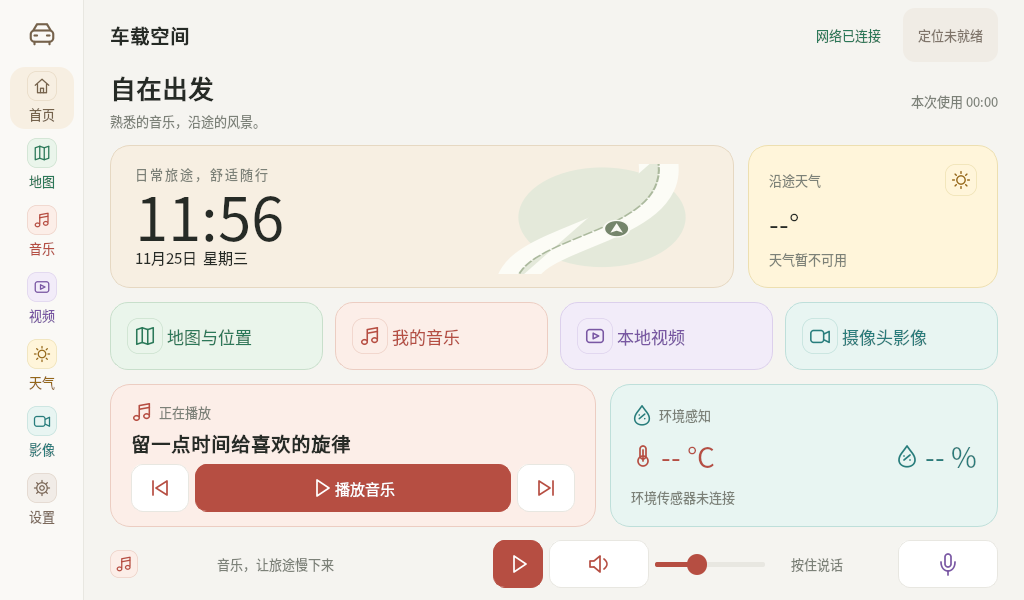 车载空间
网络已连接
定位未就绪
首页
地图
音乐
视频
天气
影像
设置
自在出发
熟悉的音乐，沿途的风景。
本次使用 00:00
日常旅途，舒适随行
11:56
11月25日 星期三
沿途天气
--°
天气暂不可用
地图与位置
我的音乐
本地视频
摄像头影像
正在播放
留一点时间给喜欢的旋律
播放音乐
环境感知
-- °C
-- %
环境传感器未连接
音乐，让旅途慢下来
按住说话